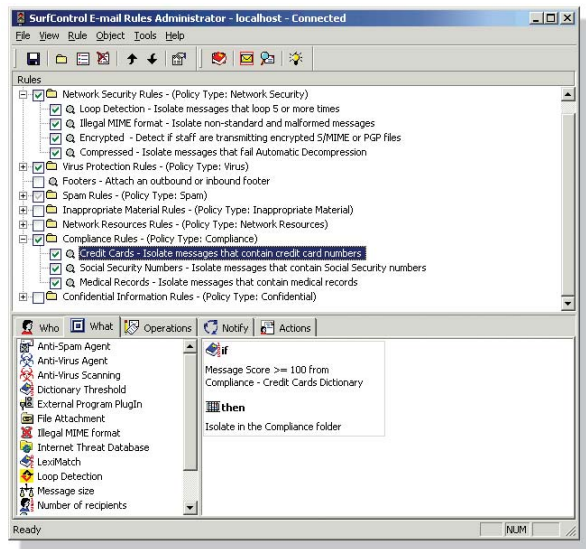 SurfControl E-mail Rules Administrator - localhost - Connected
File View Rule Object Tools Help
Rules
Network Security Rules - (Policy Type: Network Security)
Loop Detection - Isolate messages that loop 5 or more times
Illegal MIME format - Isolate non-standard and malformed messages
Encrypted - Detect if staff are transmitting encrypted S/MIME or PGP files
Compressed - Isolate messages that fail Automatic Decompression
Virus Protection Rules - (Policy Type: Virus)
Footers - Attach an outbound or inbound footer
Spam Rules - (Policy Type: Spam)
Inappropriate Material Rules - (Policy Type: Inappropriate Material)
Network Resources Rules - (Policy Type: Network Resources)
Compliance Rules - (Policy Type: Compliance)
Credit Cards - Isolate messages that contain credit card numbers
Social Security Numbers - Isolate messages that contain Social Security numbers
Medical Records - Isolate messages that contain medical records
Confidential Information Rules - (Policy Type: Confidential)
Who What Operations Notify Actions
Anti-Spam Agent
Anti-Virus Agent
Anti-Virus Scanning
Dictionary Threshold
External Program PlugIn
File Attachment
Illegal MIME format
Internet Threat Database
LexiMatch
Loop Detection
Message size
Number of recipients
if
Message Score >= 100 from
Compliance - Credit Cards Dictionary
then
Isolate in the Compliance folder
Ready NUM